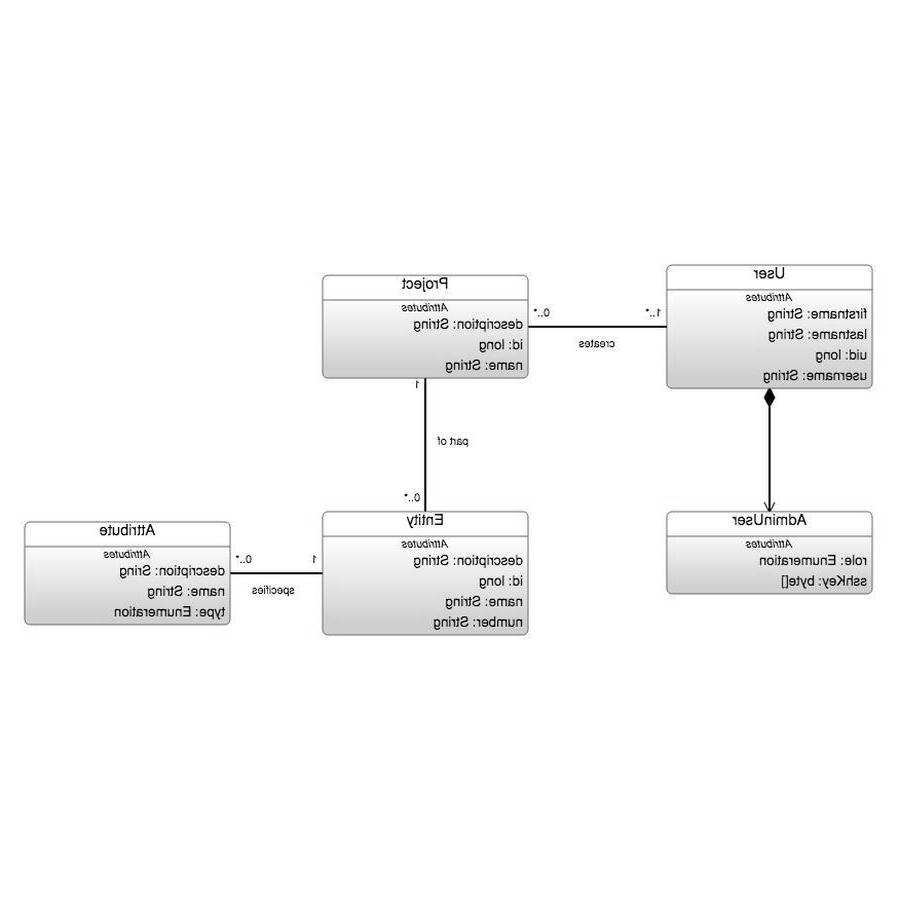 User
Attributes
firstname: String
lastname: String
uid: long
username: String
1..*
0..*
creates
Project
Attributes
description: String
id: long
name: String
1
part of
0..*
AdminUser
Attributes
role: Enumeration
sshKey: byte[]
Entity
Attributes
description: String
id: long
name: String
number: String
1
0..*
specifies
Attribute
Attributes
description: Sring
name: String
type: Enumeration